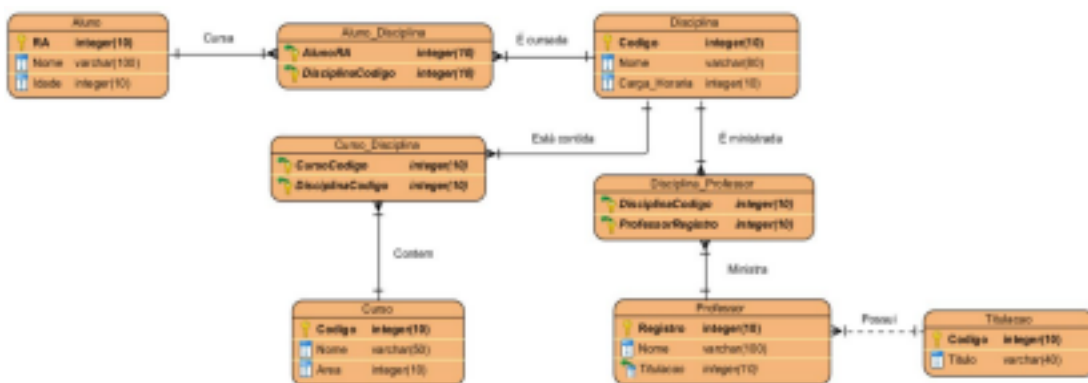 Aluno
RA integer(10)
Nome varchar(100)
Idade integer(10)
Cursa
Aluno_Disciplina
AlunoRA integer(10)
DisciplinaCodigo integer(10)
É cursada
Disciplina
Codigo integer(10)
Nome varchar(80)
Carga_Horaria integer(10)
Está contida
É ministrada
Curso_Disciplina
CursoCodigo integer(10)
DisciplinaCodigo integer(10)
Disciplina_Professor
DisciplinaCodigo integer(10)
ProfessorRegistro integer(10)
Contem
Ministra
Curso
Codigo integer(10)
Nome varchar(50)
Area integer(10)
Professor
Registro integer(10)
Nome varchar(100)
Titulacao integer(10)
Possui
Titulacao
Codigo integer(10)
Titulo varchar(40)